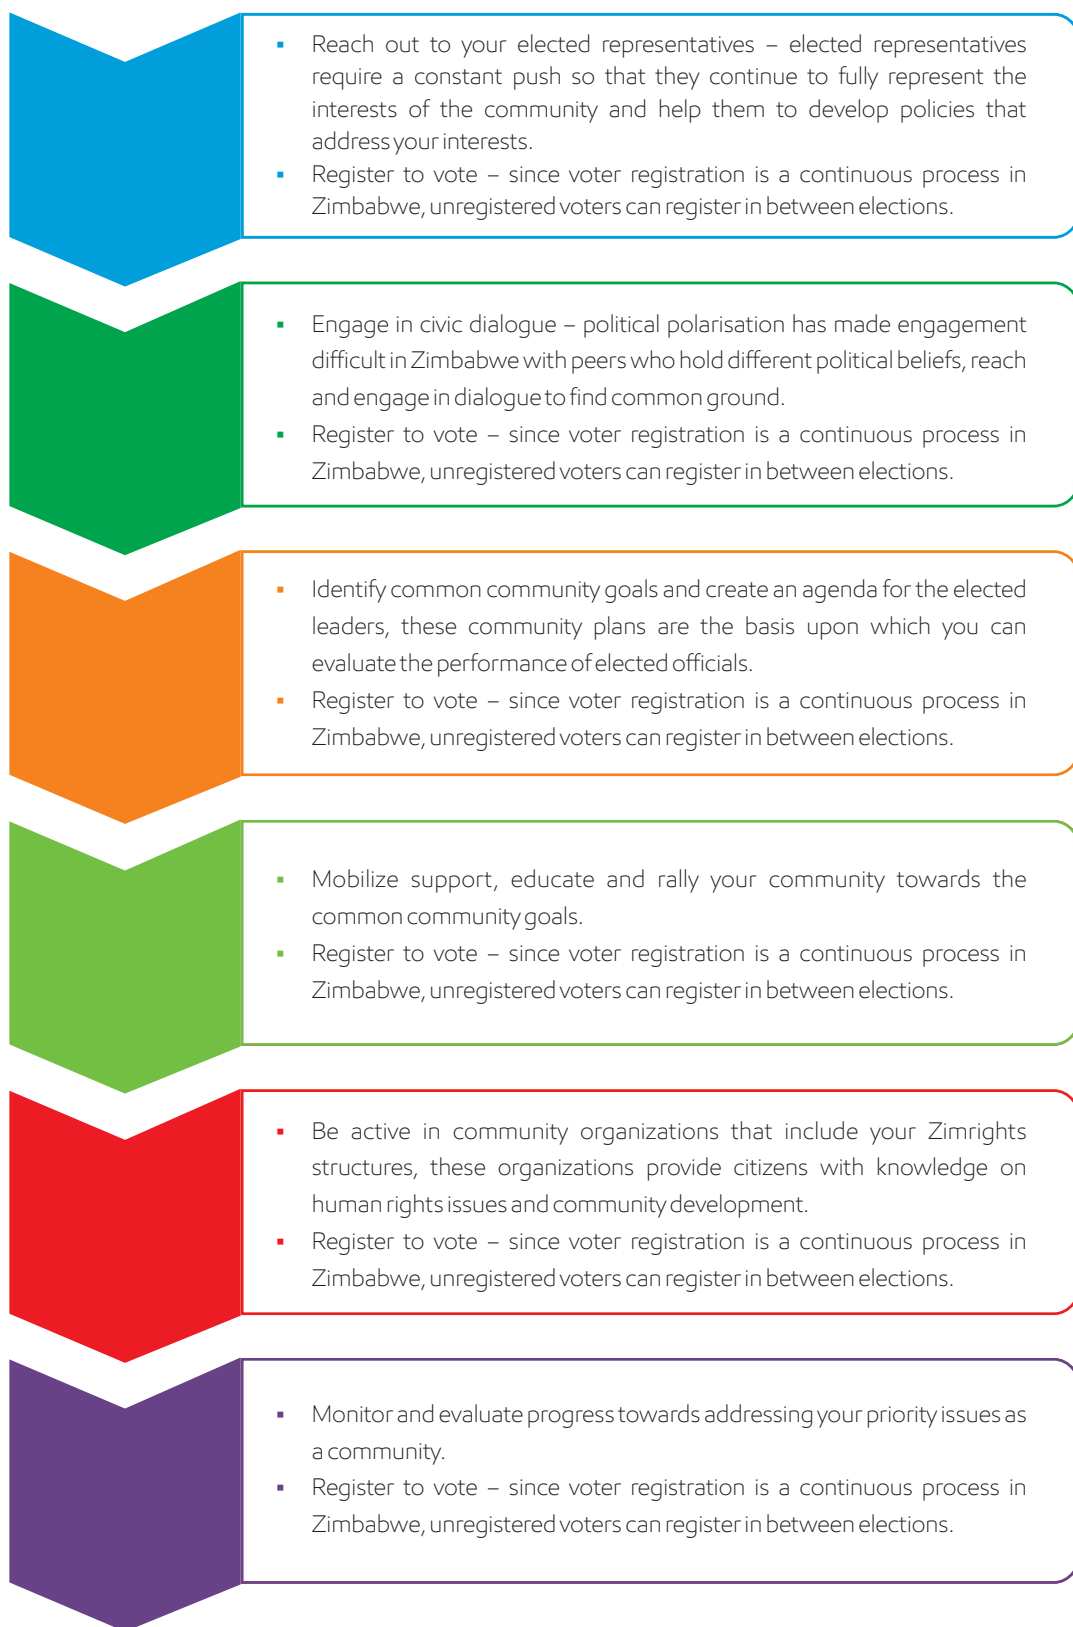 ▪ Reach out to your elected representatives – elected representatives
require a constant push so that they continue to fully represent the
interests of the community and help them to develop policies that
address your interests.
▪ Register to vote – since voter registration is a continuous process in
Zimbabwe, unregistered voters can register in between elections.
▪ Engage in civic dialogue – political polarisation has made engagement
difficult in Zimbabwe with peers who hold different political beliefs, reach
and engage in dialogue to find common ground.
▪ Register to vote – since voter registration is a continuous process in
Zimbabwe, unregistered voters can register in between elections.
▪ Identify common community goals and create an agenda for the elected
leaders, these community plans are the basis upon which you can
evaluate the performance of elected officials.
▪ Register to vote – since voter registration is a continuous process in
Zimbabwe, unregistered voters can register in between elections.
▪ Mobilize support, educate and rally your community towards the
common community goals.
▪ Register to vote – since voter registration is a continuous process in
Zimbabwe, unregistered voters can register in between elections.
▪ Be active in community organizations that include your Zimrights
structures, these organizations provide citizens with knowledge on
human rights issues and community development.
▪ Register to vote – since voter registration is a continuous process in
Zimbabwe, unregistered voters can register in between elections.
▪ Monitor and evaluate progress towards addressing your priority issues as
a community.
▪ Register to vote – since voter registration is a continuous process in
Zimbabwe, unregistered voters can register in between elections.